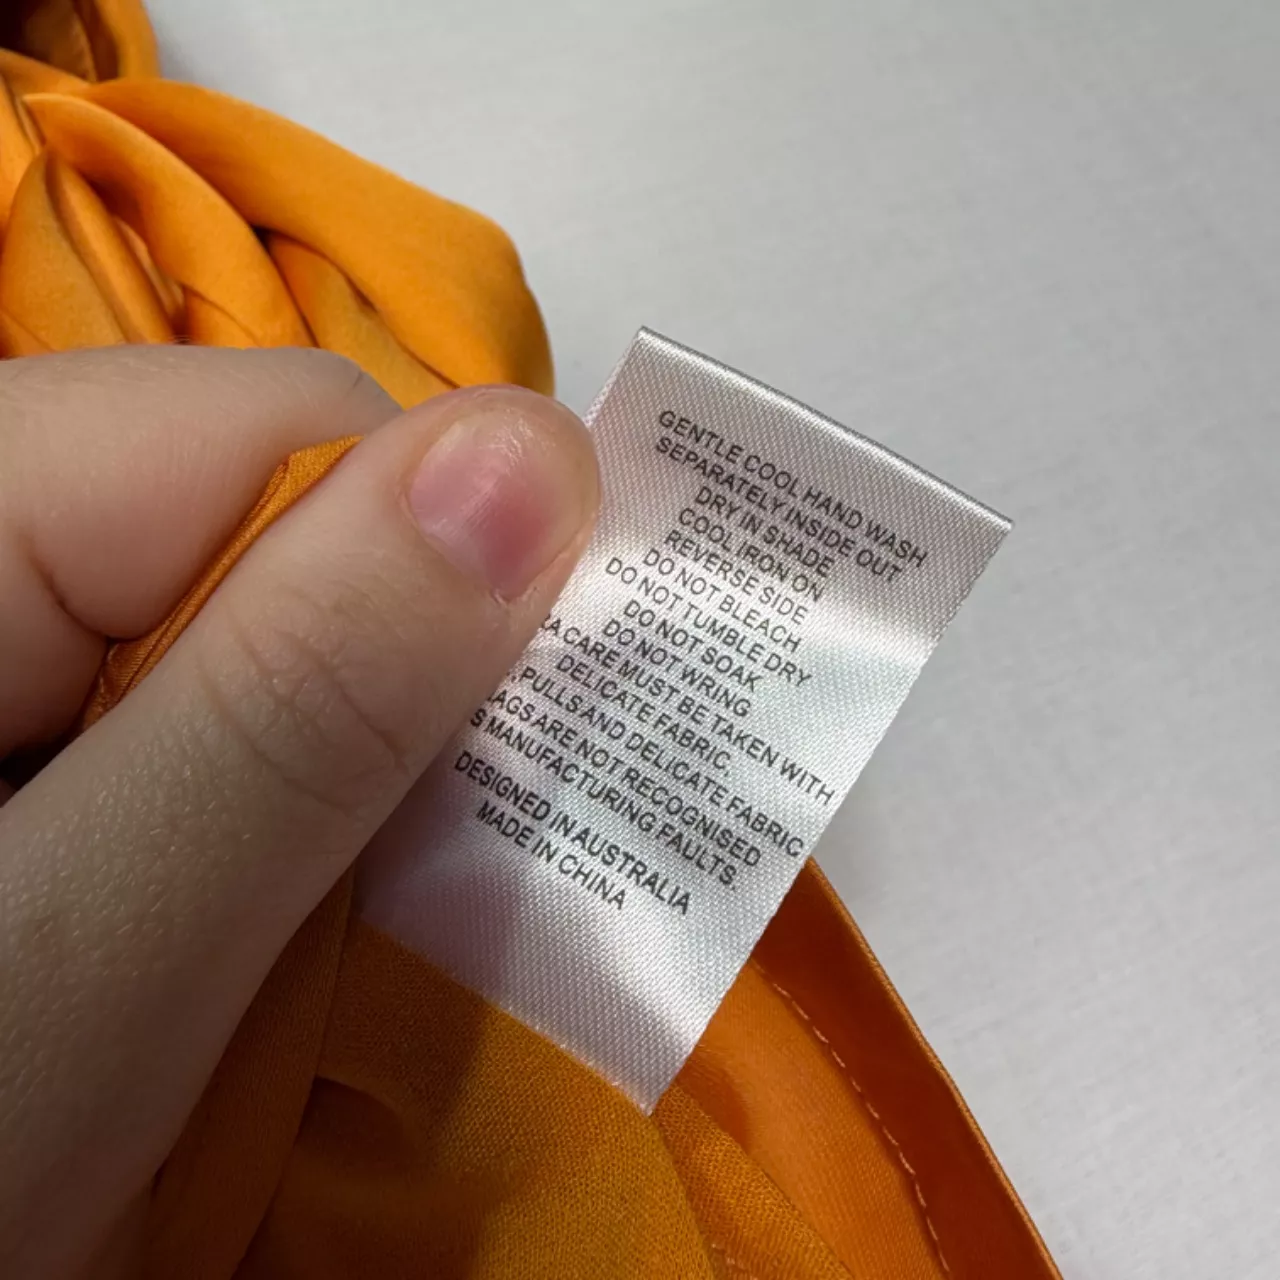 GENTLE COOL HAND WASH
SEPARATELY INSIDE OUT
DRY IN SHADE
COOL IRON ON
REVERSE SIDE
DO NOT BLEACH
DO NOT TUMBLE DRY
DO NOT SOAK
DO NOT WRING
CARE MUST BE TAKEN WITH
DELICATE FABRIC.
PULLS AND DELICATE FABRIC
ARE NOT RECOGNISED
MANUFACTURING FAULTS.
DESIGNED IN AUSTRALIA
MADE IN CHINA